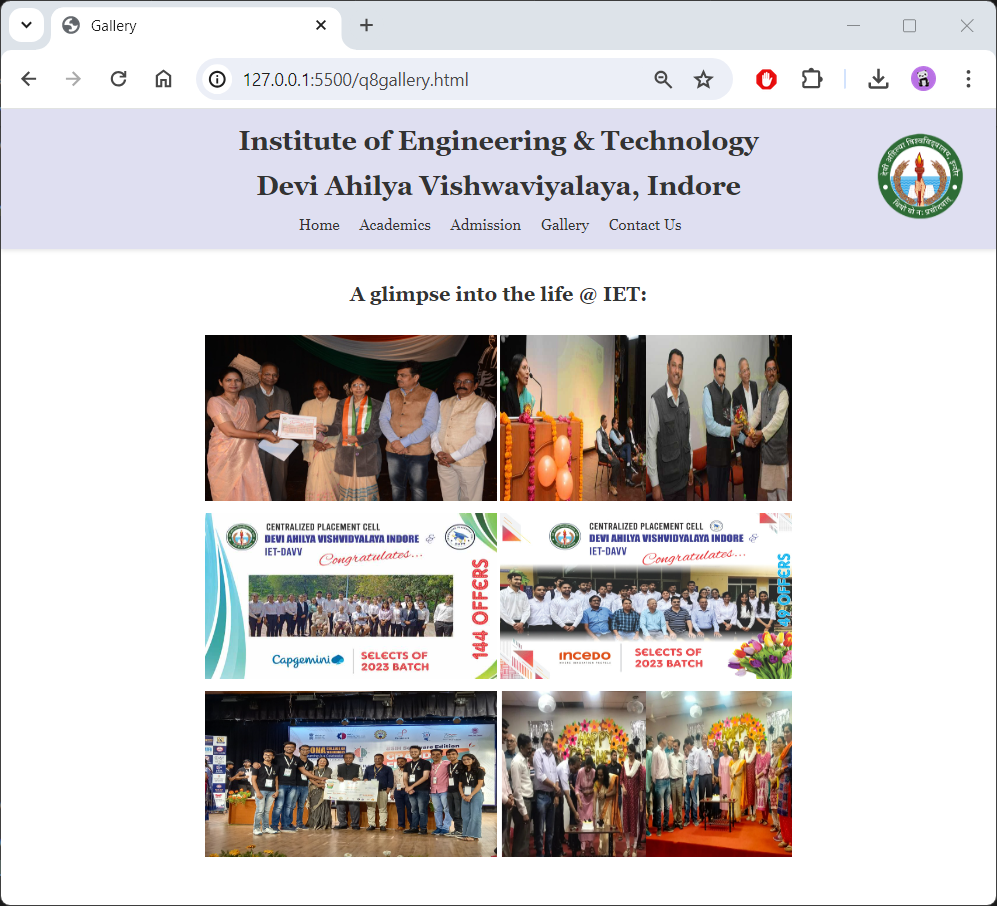 Gallery
127.0.0.1:5500/q8gallery.html
Institute of Engineering & Technology
Devi Ahilya Vishwaviyalaya, Indore
Home Academics Admission Gallery Contact Us
A glimpse into the life @ IET:
CENTRALIZED PLACEMENT CELL
DEVI AHILYA VISHVIDYALAYA INDORE &
IET-DAVV
Congratulates...
144 OFFERS
Capgemini
SELECTS OF
2023 BATCH
CENTRALIZED PLACEMENT CELL
DEVI AHILYA VISHVIDYALAYA INDORE &
IET-DAVV
Congratulates...
49 OFFERS
INCEDO
SELECTS OF
2023 BATCH